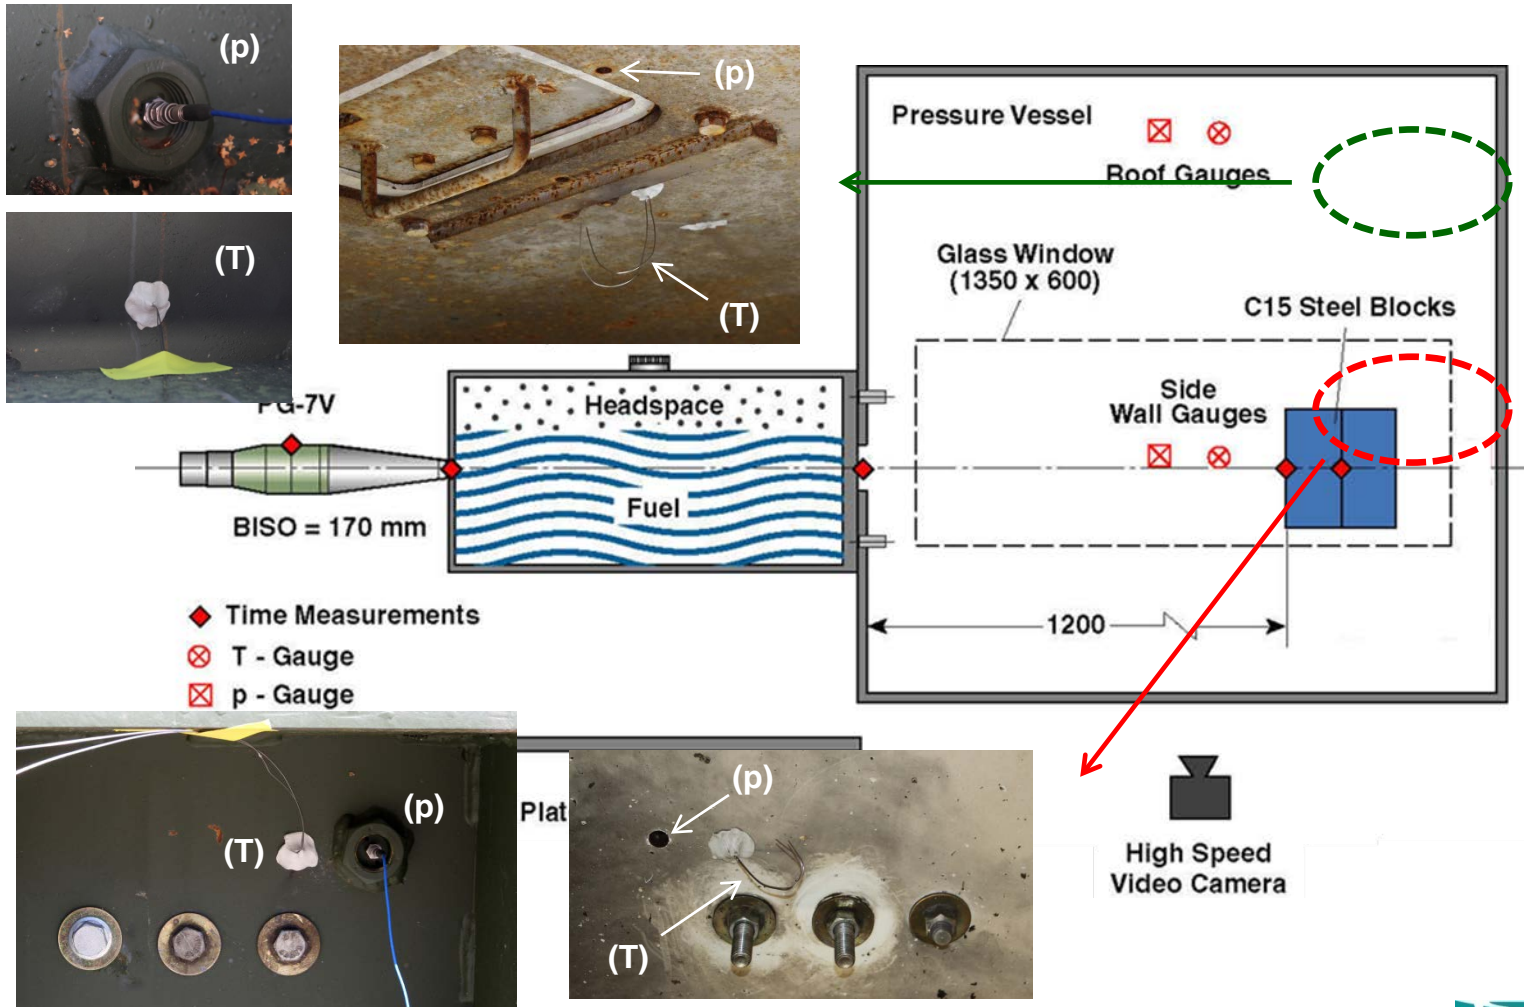 (p)
(T)
(p)
(T)
Pressure Vessel
Roof Gauges
Glass Window
(1350 x 600)
C15 Steel Blocks
Side
Wall Gauges
PG-7V
Headspace
Fuel
BISO = 170 mm
Time Measurements
T - Gauge
p - Gauge
1200
(T)
(p)
Plat
(p)
(T)
High Speed
Video Camera